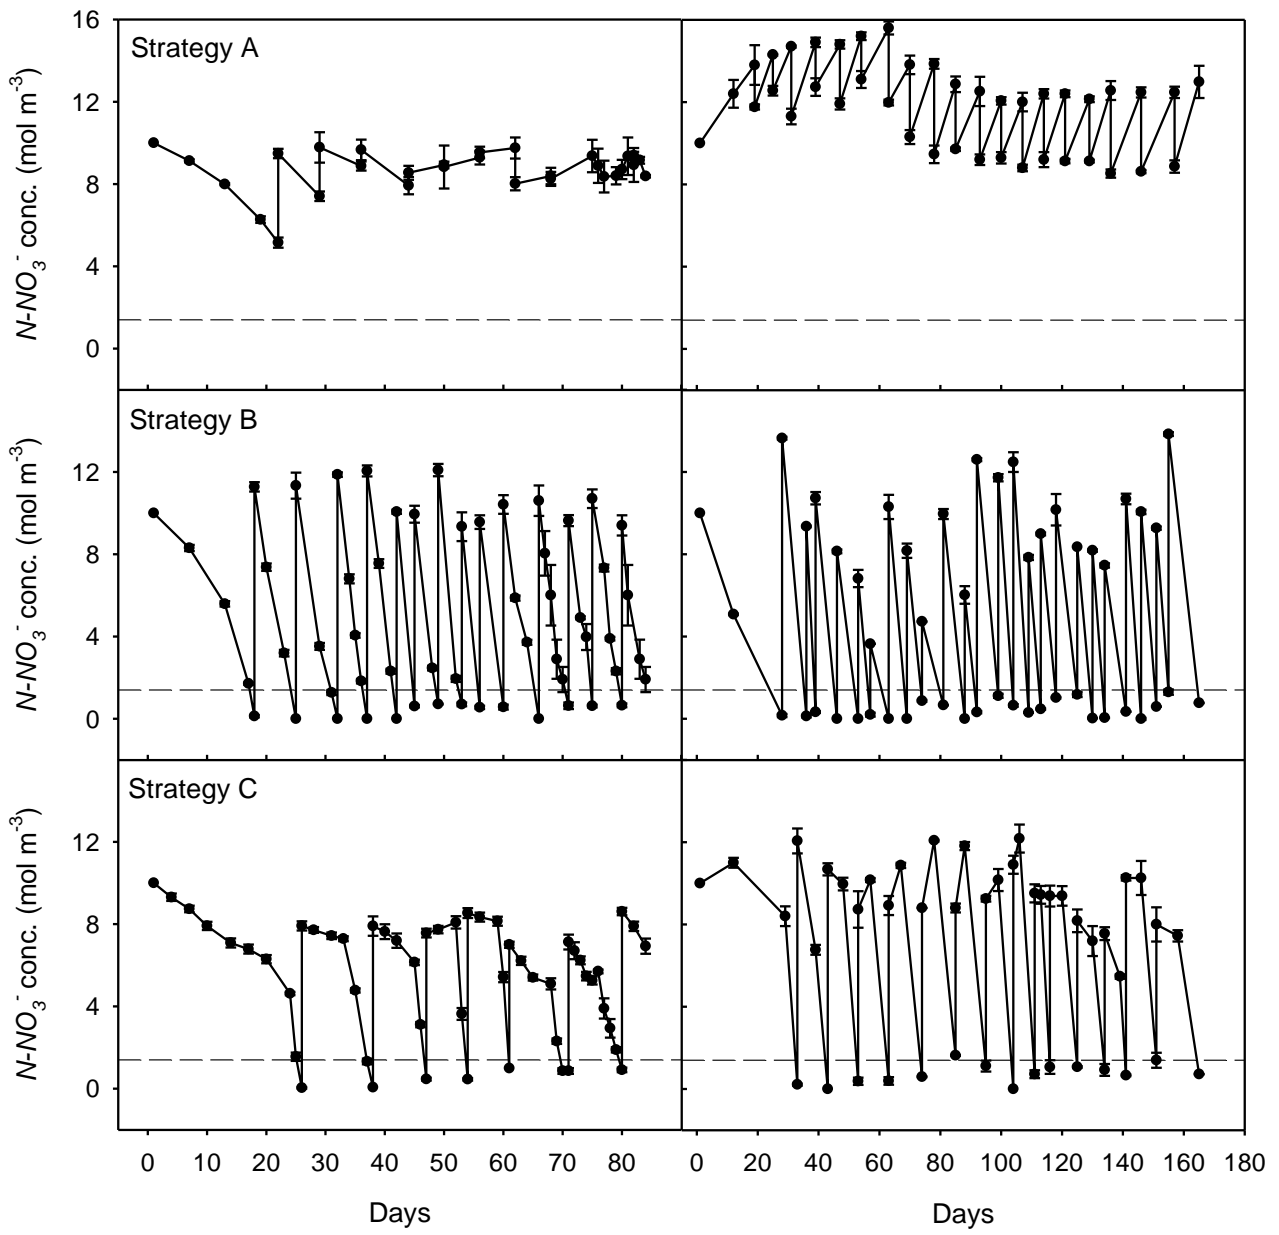 Strategy A
16
12
8
4
0
N-NO3- conc. (mol m-3)
Strategy B
12
8
4
0
N-NO3- conc. (mol m-3)
Strategy C
12
8
4
0
N-NO3- conc. (mol m-3)
0 10 20 30 40 50 60 70 80
0 20 40 60 80 100 120 140 160 180
Days
Days